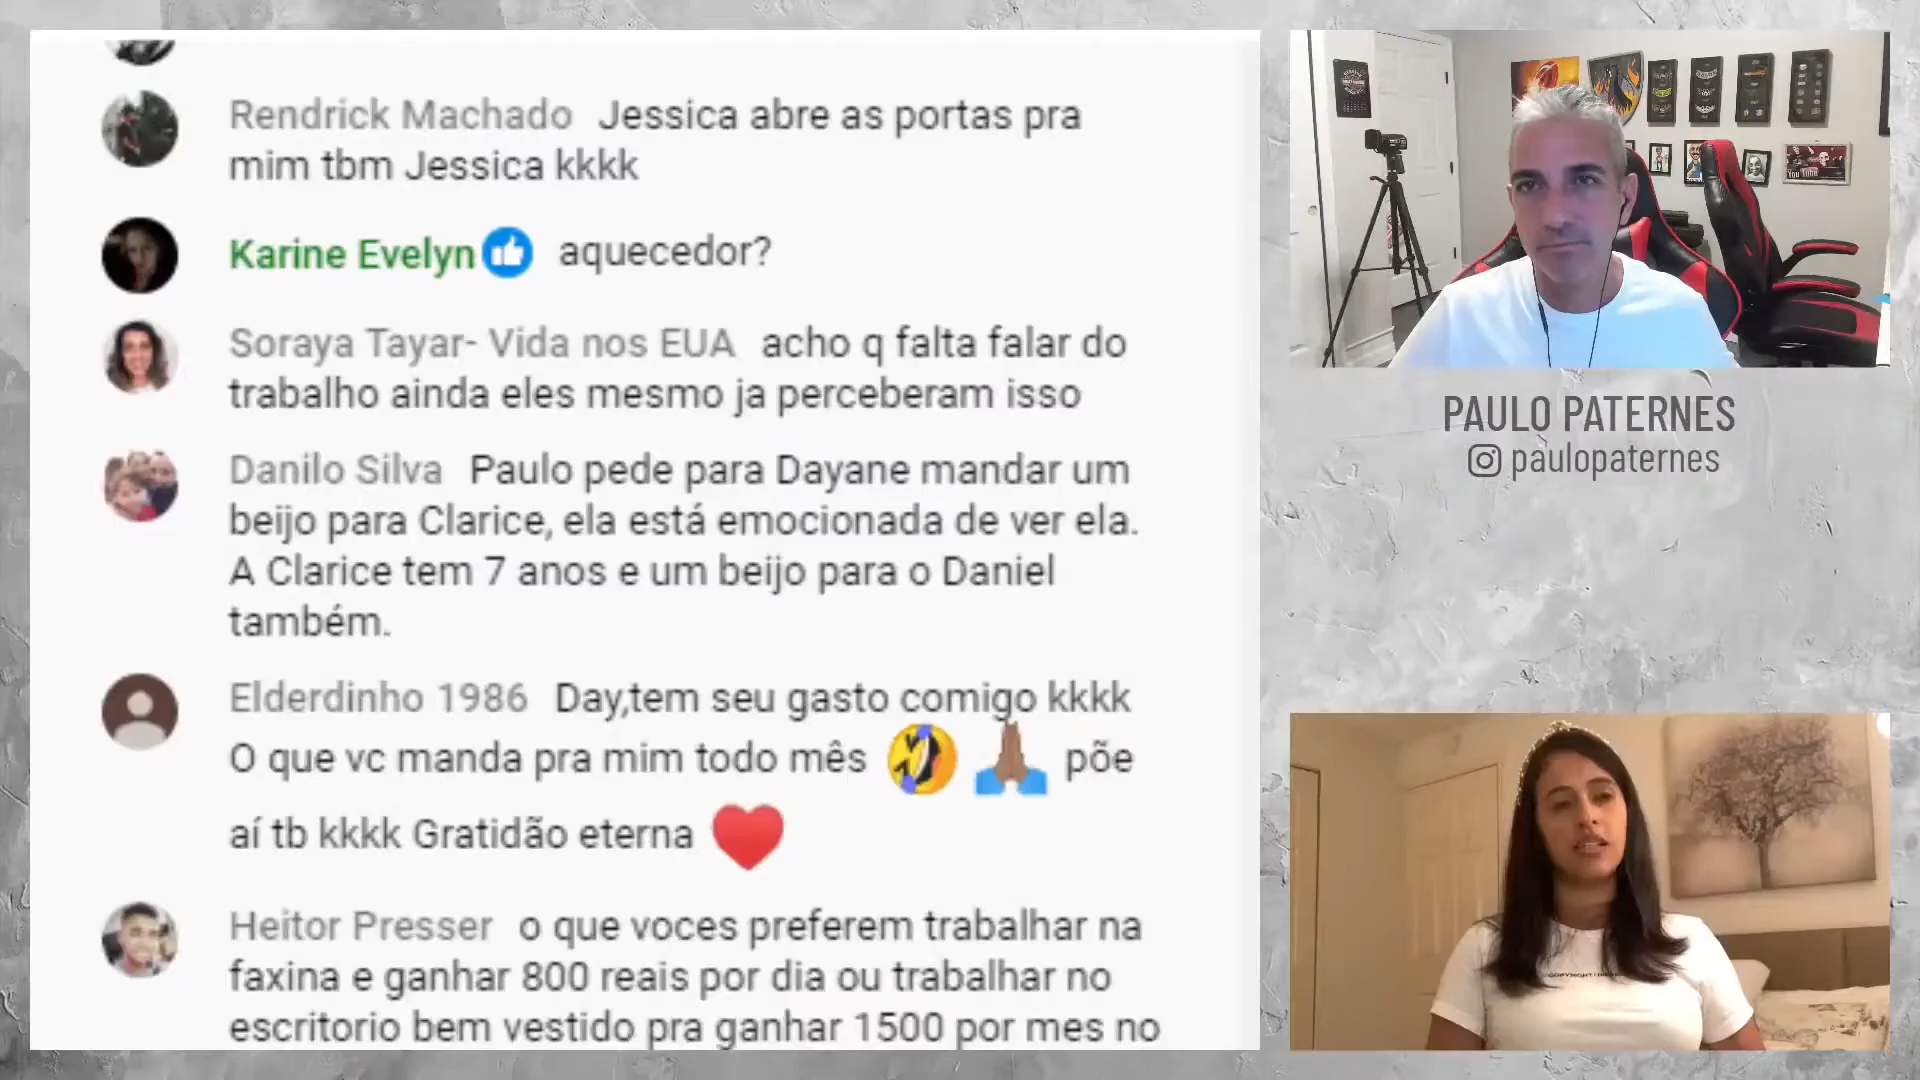 Rendrick Machado Jessica abre as portas pra
mim tbm Jessica kkkk
Karine Evelyn aquecedor?
Soraya Tayar- Vida nos EUA acho q falta falar do
trabalho ainda eles mesmo ja perceberam isso
Danilo Silva Paulo pede para Dayane mandar um
beijo para Clarice, ela está emocionada de ver ela.
A Clarice tem 7 anos e um beijo para o Daniel
também.
Elderdinho 1986 Day,tem seu gasto comigo kkkk
O que vc manda pra mim todo mês 🤣 🙏🏾 põe
aí tb kkkk Gratidão eterna ❤️
Heitor Presser o que voces preferem trabalhar na
faxina e ganhar 800 reais por dia ou trabalhar no
escritorio bem vestido pra ganhar 1500 por mes no
You Tube
PAULO PATERNES
paulopaternes